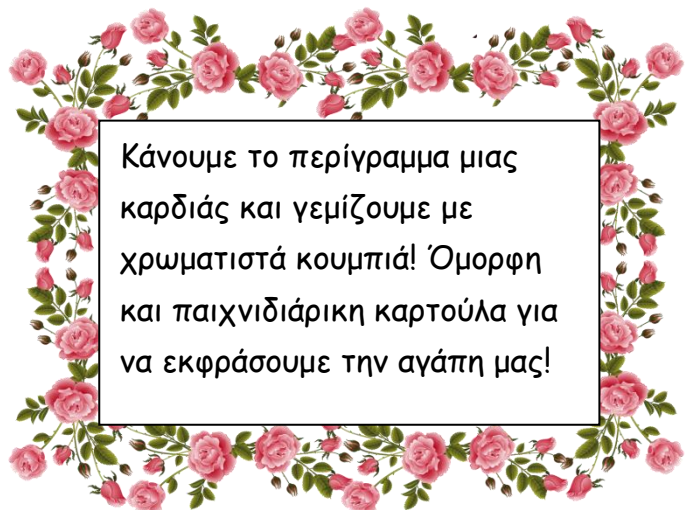 Κάνουμε το περίγραμμα μιας
καρδιάς και γεμίζουμε με
χρωματιστά κουμπιά! Όμορφη
και παιχνιδιάρικη καρτούλα για
να εκφράσουμε την αγάπη μας!